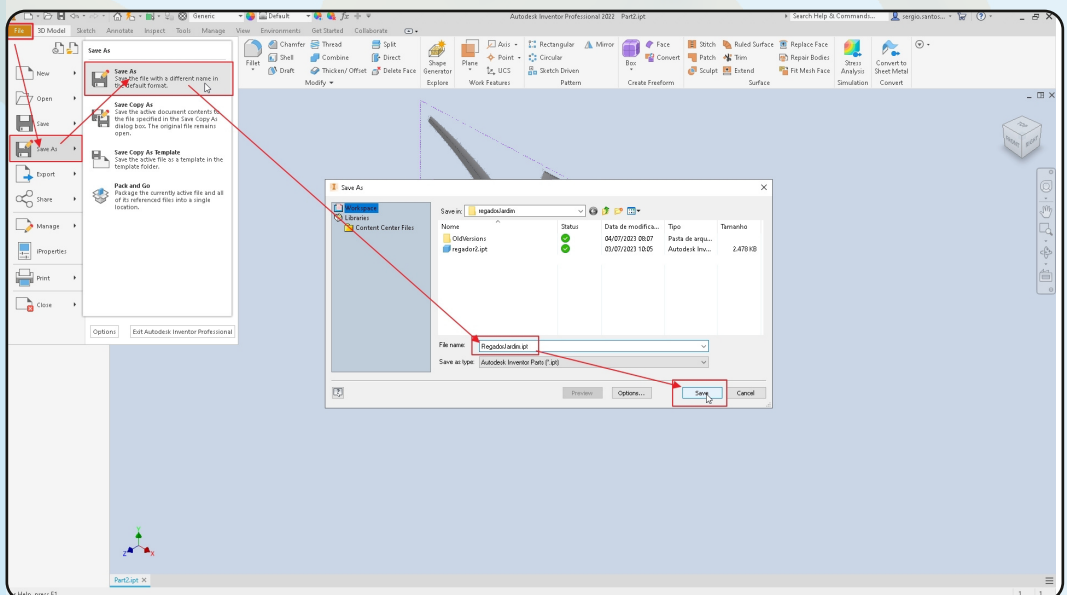 Generic
Default
Autodesk Inventor Professional 2022 Part2.ipt
Search Help & Commands...
sergio.santos...
File 3D Model Sketch Annotate Inspect Tools Manage View Environments Get Started Collaborate
Fillet
Chamfer Thread Split
Shell Combine Direct
Draft Thicken/ Offset Delete Face
Modify
Shape Generator
Explore
Plane
Axis
Point
UCS
Work Features
Rectangular Mirror
Circular
Sketch Driven
Pattern
Box
Face
Convert
Create Freeform
Stitch Ruled Surface Replace Face
Patch Trim Repair Bodies
Sculpt Extend Fit Mesh Face
Surface
Stress Analysis
Simulation
Convert to Sheet Metal
Convert
New
Open
Save
Save As
Export
Share
Manage
iProperties
Print
Close
Save As
Save As
Save the file with a different name in
the default format.
Save Copy As
Save the active document contents to
the file specified in the Save Copy As
dialog box. The original file remains
open.
Save Copy As Template
Save the active file as a template in the
template folder.
Pack and Go
Package the currently active file and all
of its referenced files into a single
location.
Options
Exit Autodesk Inventor Professional
Save As
Workspace
Libraries
Content Center Files
Save in: regadorJardim
Nome Status Data de modifica... Tipo Tamanho
OldVersions 04/07/2023 08:07 Pasta de arqu...
regador2.ipt 03/07/2023 10:05 Autodesk Inv... 2.478 KB
File name: RegadorJardim.ipt
Save as type: Autodesk Inventor Parts (*.ipt)
Preview Options... Save Cancel
TOP
FRONT RIGHT
Y
Z X
Part2.ipt
Help, press F1
1 1